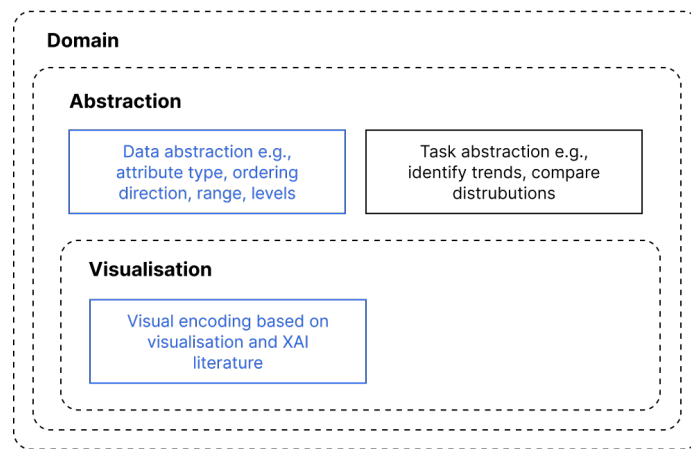 Domain
Abstraction
Data abstraction e.g.,
attribute type, ordering
direction, range, levels
Task abstraction e.g.,
identify trends, compare
distrubutions
Visualisation
Visual encoding based on
visualisation and XAI
literature